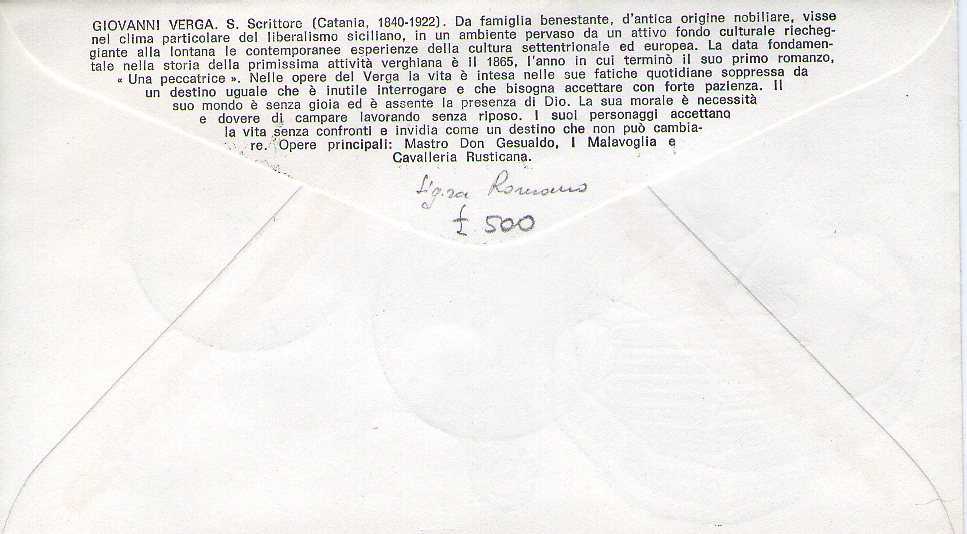 GIOVANNI VERGA. S. Scrittore (Catania, 1840-1922). Da famiglia benestante, d'antica origine nobiliare, visse
nel clima particolare del liberalismo siciliano, in un ambiente pervaso da un attivo fondo culturale riecheg-
giante alla lontana le contemporanee esperienze della cultura settentrionale ed europea. La data fondamen-
tale nella storia della primissima attività verghiana è il 1865, l'anno in cui terminò il suo primo romanzo,
« Una peccatrice ». Nelle opere del Verga la vita è intesa nelle sue fatiche quotidiane soppressa da
un destino uguale che è inutile interrogare e che bisogna accettare con forte pazienza. Il
suo mondo è senza gioia ed è assente la presenza di Dio. La sua morale è necessità
e dovere di campare lavorando senza riposo. I suoi personaggi accettano
la vita senza confronti e invidia come un destino che non può cambia-
re. Opere principali: Mastro Don Gesualdo, I Malavoglia e
Cavalleria Rusticana.
Sig.ra Romano
£ 500